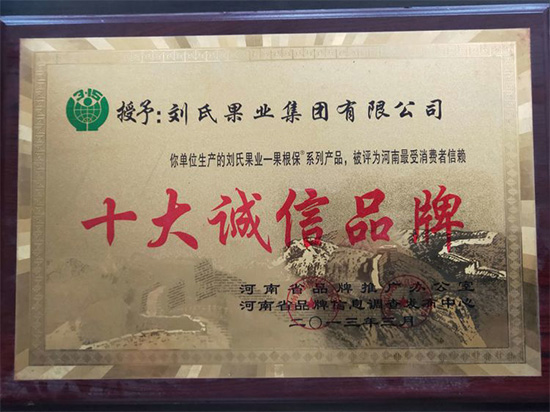 3·15
授予:刘氏果业集团有限公司
你单位生产的刘氏果业一果根保®系列产品,被评为河南最受消费者信赖
十大诚信品牌
河南省品牌推广办公室
河南省品牌信息调查发布中心
二〇一三年三月